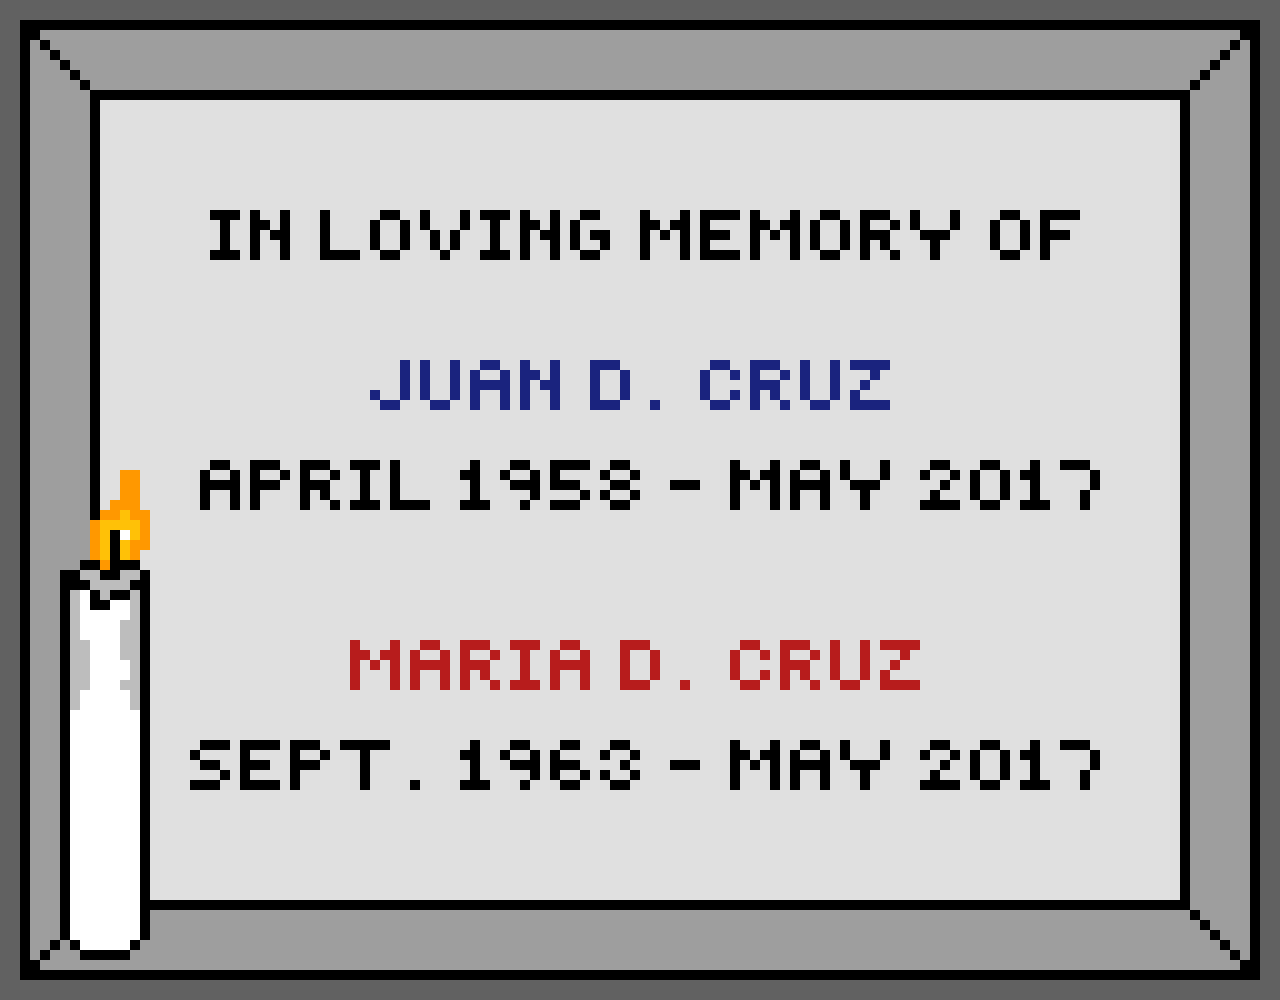 IN LOVING MEMORY OF
JUAN D. CRUZ
APRIL 1958 - MAY 2017
MARIA D. CRUZ
SEPT. 1963 - MAY 2017